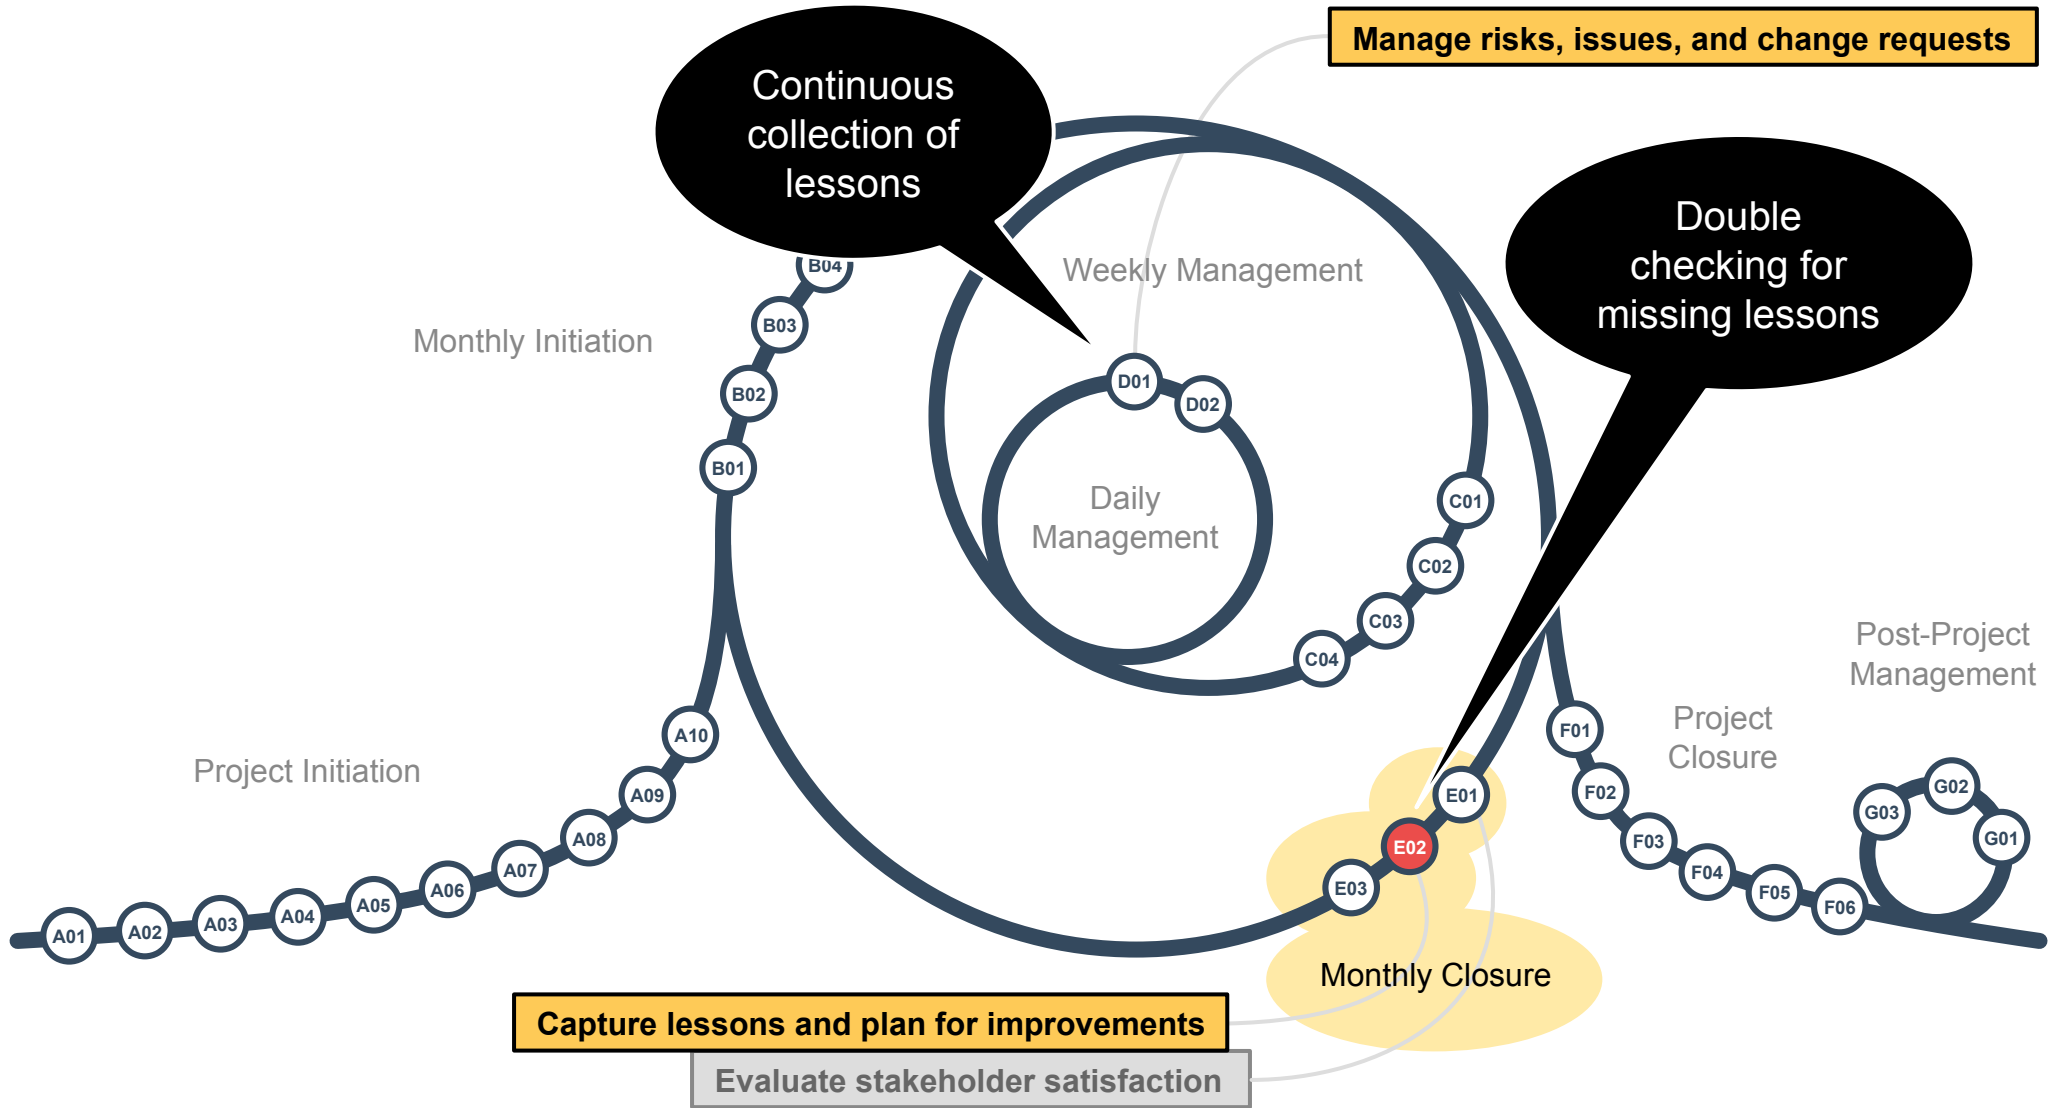 Manage risks, issues, and change requests
Continuous
collection of
lessons
Double
checking for
missing lessons
B04
Weekly Management
B03
Monthly Initiation
B02
B01
D01
D02
Daily
Management
C01
C02
C03
C04
Post-Project
Management
Project
Closure
Project Initiation
A01
A02
A03
A04
A05
A06
A07
A08
A09
A10
E01
E02
E03
F01
F02
F03
F04
F05
F06
G03
G02
G01
Monthly Closure
Capture lessons and plan for improvements
Evaluate stakeholder satisfaction